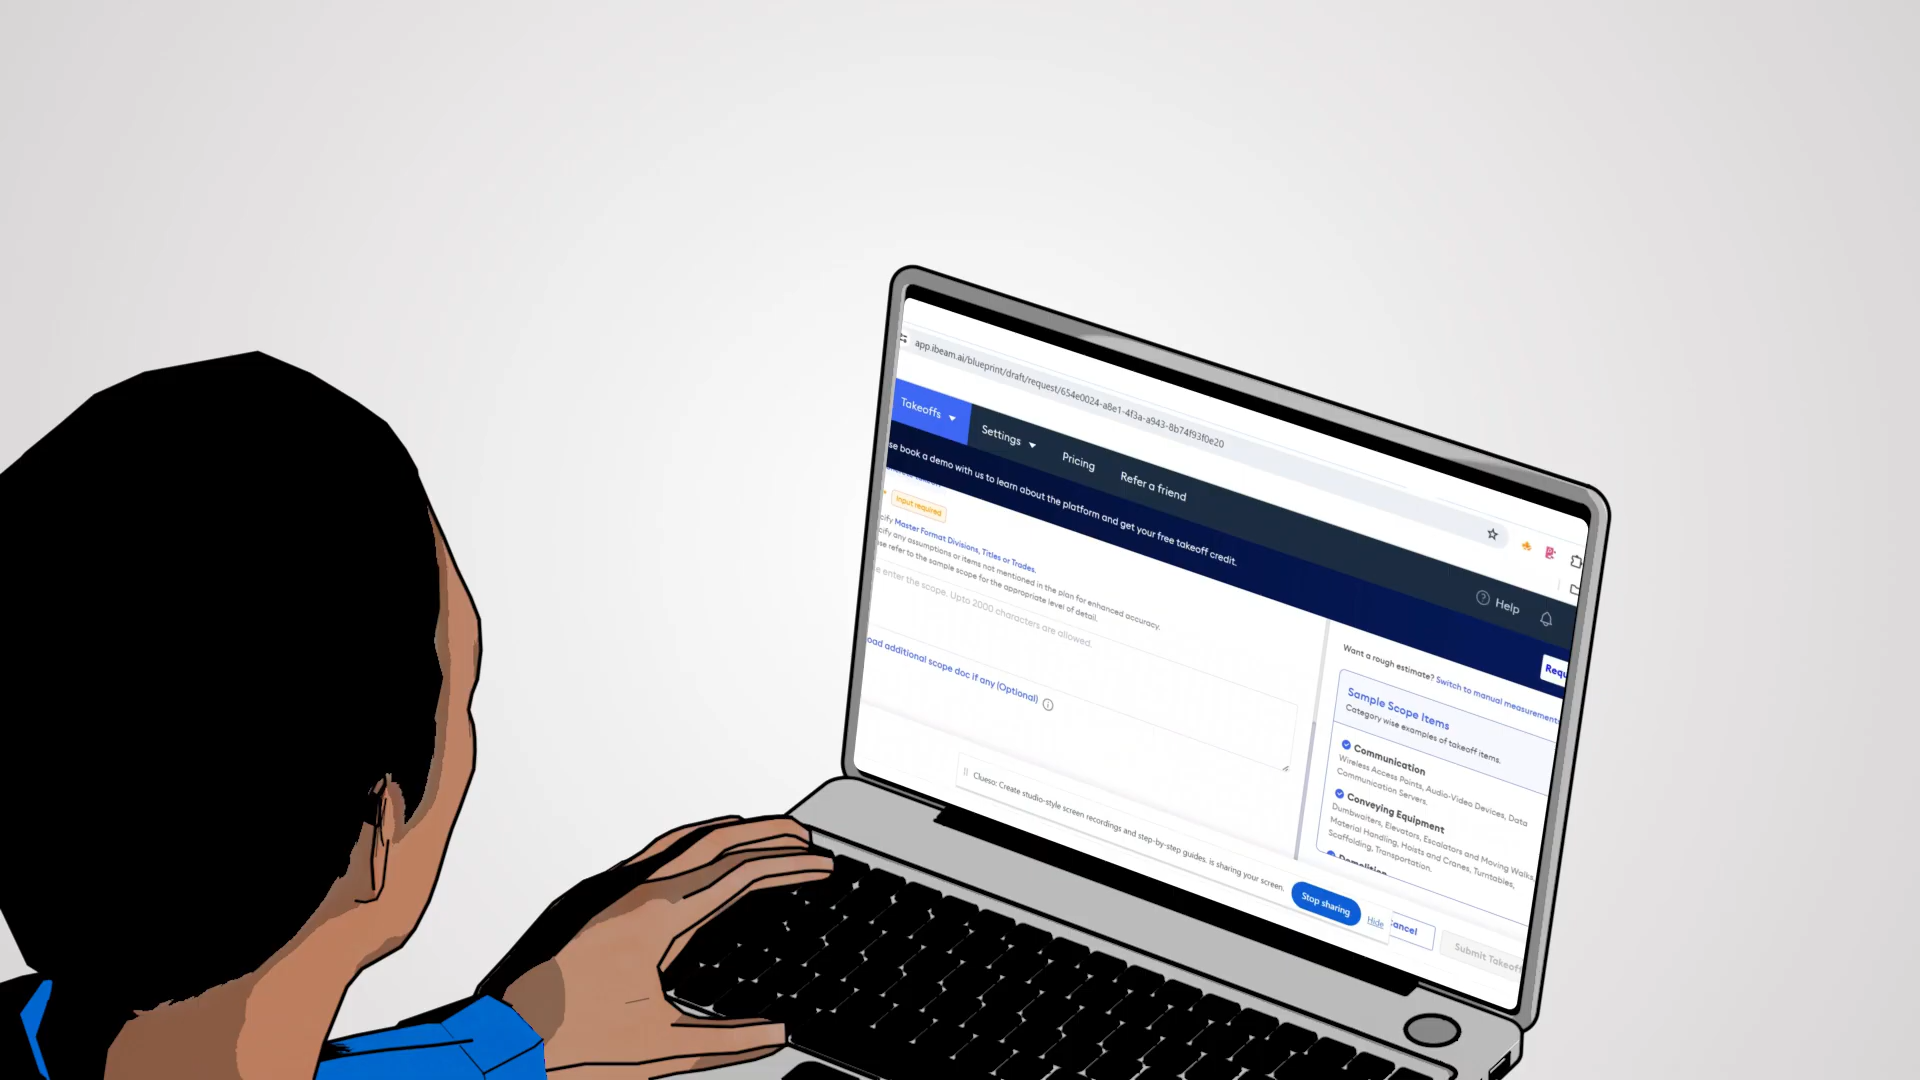 app.ibeam.ai/blueprint/draft/request/654e0024-a8e1-4f3a-a943-8b74f93f0e20
Takeoffs Settings Pricing Refer a friend
Help
book a demo with us to learn about the platform and get your free takeoff credit.
Input required
Master Format Divisions, Titles or Trades.
any assumptions or items not mentioned in the plan for enhanced accuracy.
refer to the sample scope for the appropriate level of detail.
enter the scope. Upto 2000 characters are allowed.
additional scope doc if any (Optional)
Want a rough estimate? Switch to manual measurements
Sample Scope Items
Category wise examples of takeoff items.
Communication
Wireless Access Points, Audio-Video Devices, Data
Communication Servers.
Conveying Equipment
Dumbwaiters, Elevators, Escalators and Moving Walks,
Material Handling, Hoists and Cranes, Turntables,
Scaffolding, Transportation.
Demolition
Clueso: Create studio-style screen recordings and step-by-step guides. is sharing your screen.
Stop sharing
Hide
Cancel
Submit Takeoff